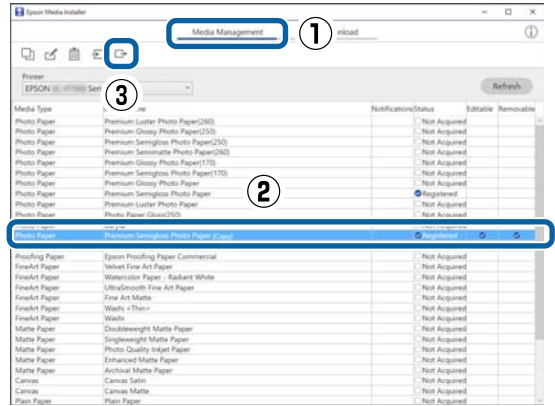 Epson Media Installer
Media Management
nload
①
③
Printer
EPSON
Ser
Refresh
Media Type
ne
Notifications Status Editable Removable
Photo Paper Premium Luster Photo Paper(260) Not Acquired
Photo Paper Premium Glossy Photo Paper(250) Not Acquired
Photo Paper Premium Semigloss Photo Paper(250) Not Acquired
Photo Paper Premium Semimatte Photo Paper(260) Not Acquired
Photo Paper Premium Glossy Photo Paper(170) Not Acquired
Photo Paper Premium Semigloss Photo Paper(170) Not Acquired
Photo Paper Premium Glossy Photo Paper Not Acquired
Photo Paper Premium Semigloss Photo Paper Registered
②
Photo Paper Premium Luster Photo Paper Not Acquired
Photo Paper Photo Paper Gloss(250) Not Acquired
Photo Paper Baryta Not Acquired
Photo Paper Premium Semigloss Photo Paper (Copy) Registered
Proofing Paper Epson Proofing Paper Commercial Not Acquired
FineArt Paper Velvet Fine Art Paper Not Acquired
FineArt Paper Watercolor Paper - Radiant White Not Acquired
FineArt Paper UltraSmooth Fine Art Paper Not Acquired
FineArt Paper Fine Art Matte Not Acquired
FineArt Paper Washi <Thin> Not Acquired
FineArt Paper Washi Not Acquired
Matte Paper Doubleweight Matte Paper Not Acquired
Matte Paper Singleweight Matte Paper Not Acquired
Matte Paper Photo Quality Inkjet Paper Not Acquired
Matte Paper Enhanced Matte Paper Not Acquired
Matte Paper Archival Matte Paper Not Acquired
Canvas Canvas Satin Not Acquired
Canvas Canvas Matte Not Acquired
Plain Paper Plain Paper Not Acquired